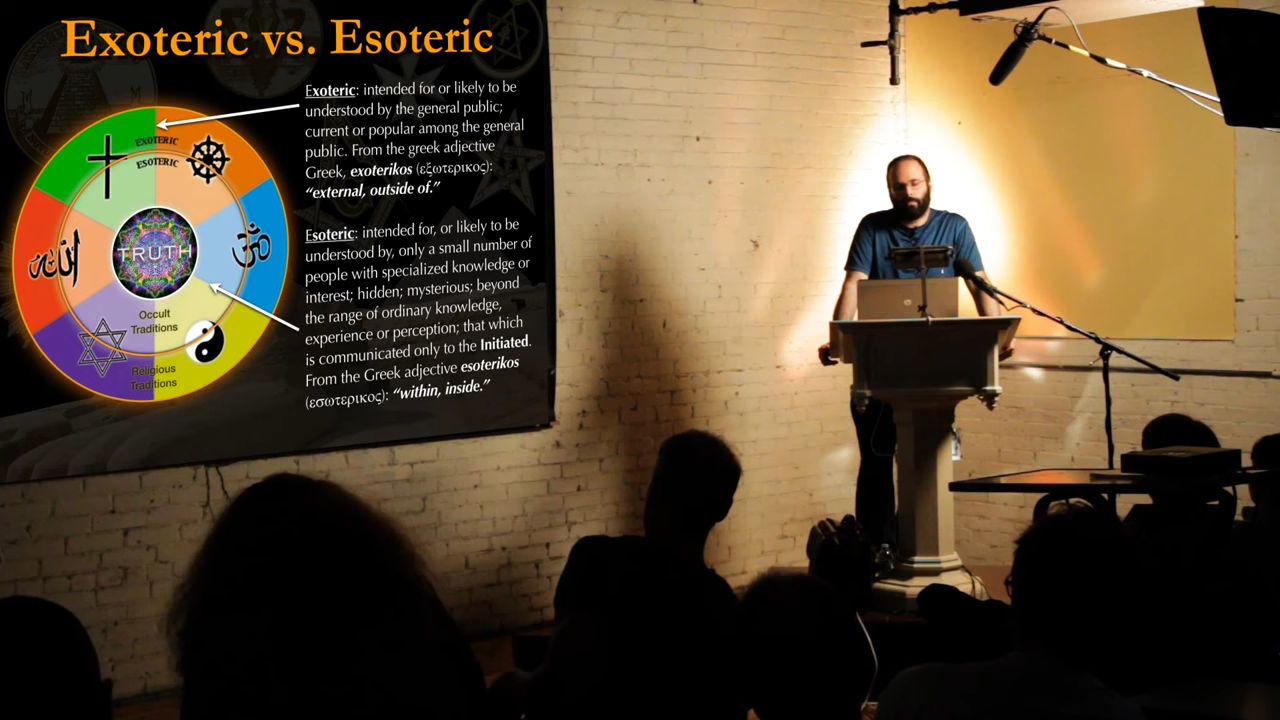 Exoteric vs. Esoteric
Exoteric: intended for or likely to be
understood by the general public;
current or popular among the general
public. From the greek adjective
Greek, exoterikos (εξωτερικος):
“external, outside of.”
Esoteric: intended for, or likely to be
understood by, only a small number of
people with specialized knowledge or
interest; hidden; mysterious; beyond
the range of ordinary knowledge,
experience or perception; that which
is communicated only to the Initiated.
From the Greek adjective esoterikos
(εσωτερικος): “within, inside.”
EXOTERIC
ESOTERIC
TRUTH
Occult
Traditions
Religious
Traditions